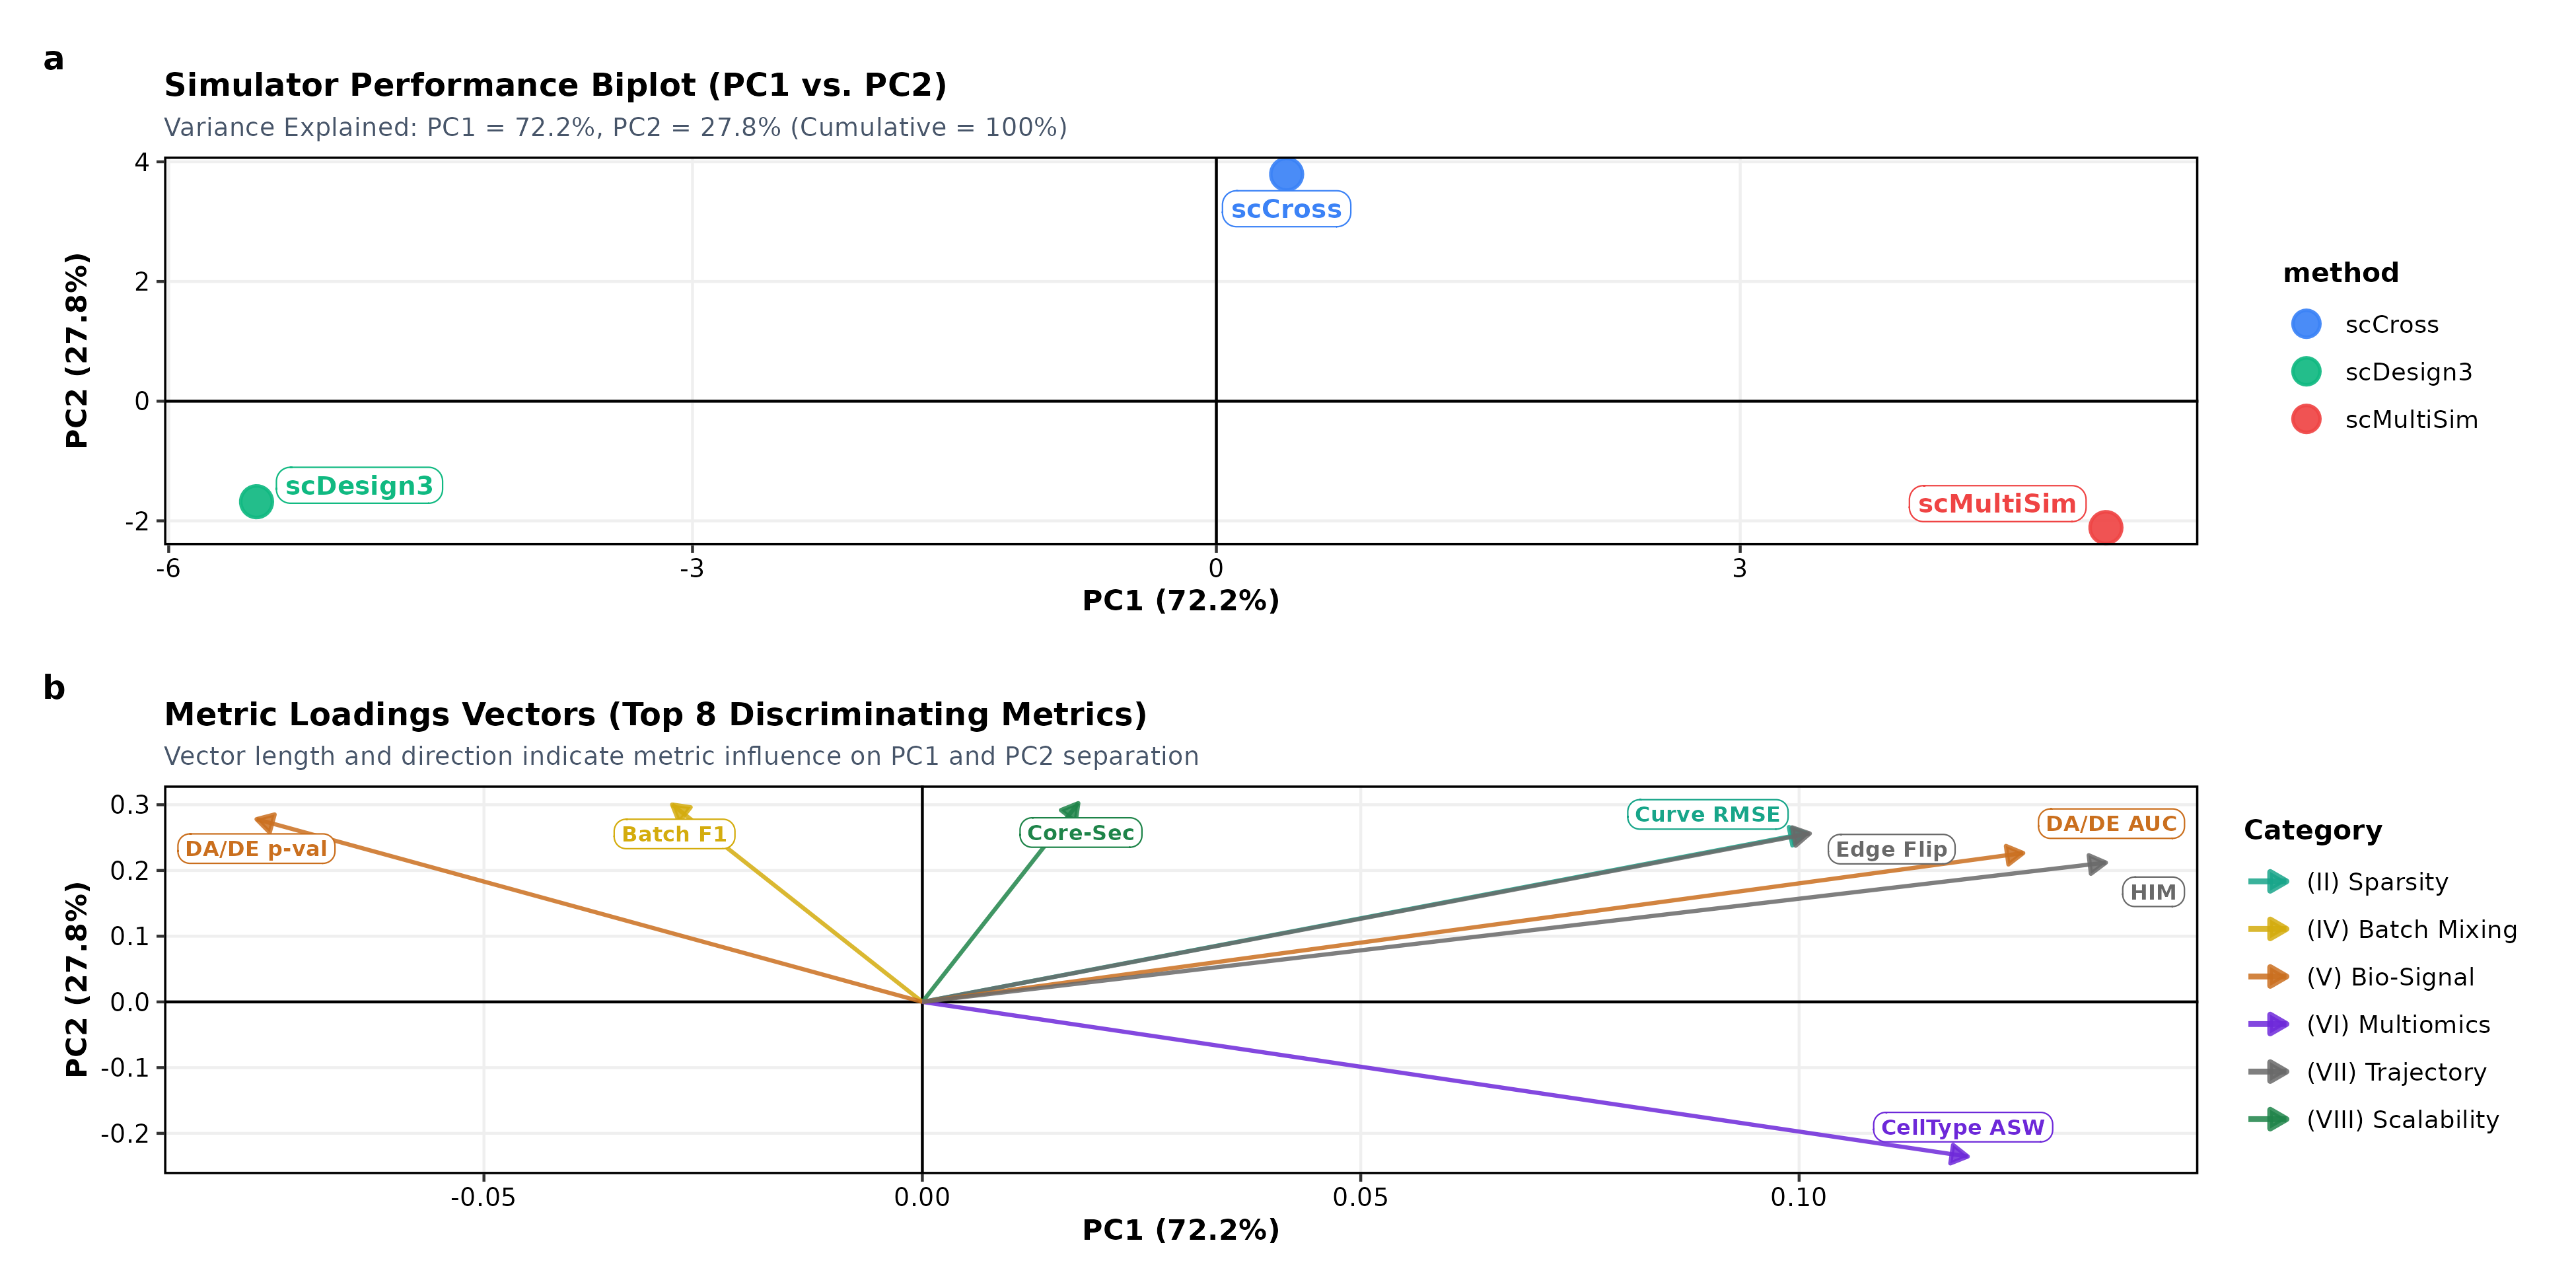 a
Simulator Performance Biplot (PC1 vs. PC2)
Variance Explained: PC1 = 72.2%, PC2 = 27.8% (Cumulative = 100%)
PC2 (27.8%)
4
2
0
-2
scCross
scDesign3
scMultiSim
-6
-3
0
3
PC1 (72.2%)
method
scCross
scDesign3
scMultiSim
b
Metric Loadings Vectors (Top 8 Discriminating Metrics)
Vector length and direction indicate metric influence on PC1 and PC2 separation
PC2 (27.8%)
0.3
0.2
0.1
0.0
-0.1
-0.2
DA/DE p-val
Batch F1
Core-Sec
Curve RMSE
Edge Flip
DA/DE AUC
HIM
CellType ASW
-0.05
0.00
0.05
0.10
PC1 (72.2%)
Category
(II) Sparsity
(IV) Batch Mixing
(V) Bio-Signal
(VI) Multiomics
(VII) Trajectory
(VIII) Scalability